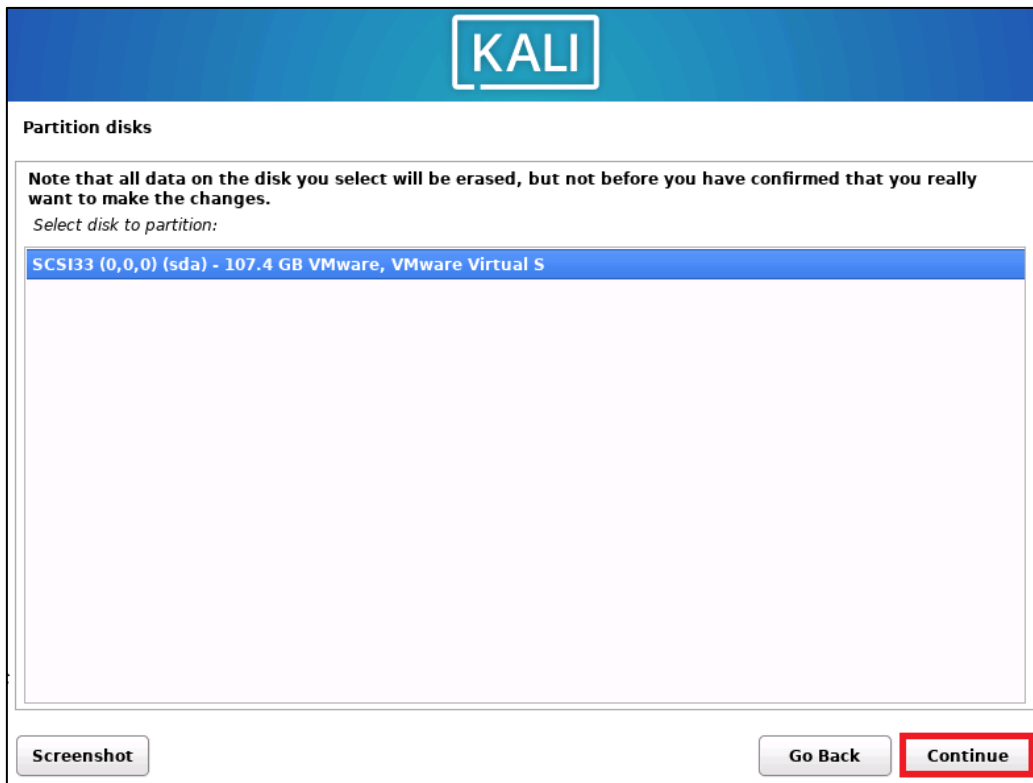 KALI
Partition disks
Note that all data on the disk you select will be erased, but not before you have confirmed that you really
want to make the changes.
Select disk to partition:
SCSI33 (0,0,0) (sda) - 107.4 GB VMware, VMware Virtual S
Screenshot
Go Back
Continue